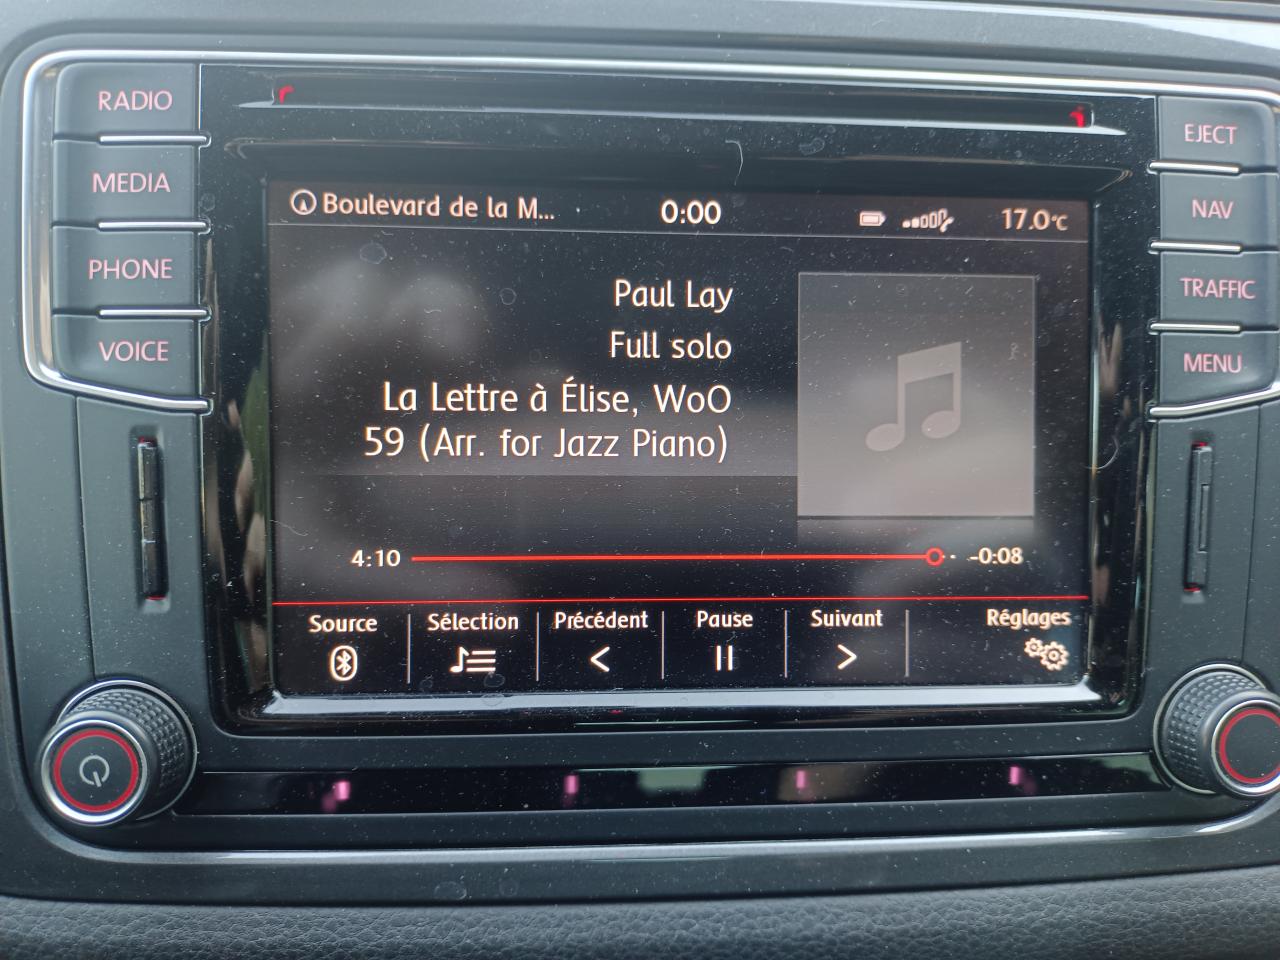 RADIO
MEDIA
PHONE
VOICE
EJECT
NAV
TRAFFIC
MENU
Boulevard de la M...
0:00
17.0°C
Paul Lay
Full solo
La Lettre à Élise, WoO
59 (Arr. for Jazz Piano)
4:10
-0:08
Source
Sélection
Précédent
Pause
Suivant
Réglages